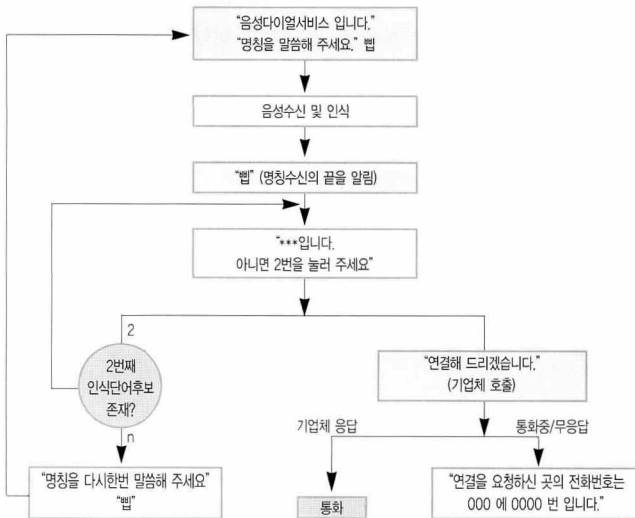 “음성다이얼서비스 입니다.”
“명칭을 말씀해 주세요.” 삡
음성수신 및 인식
“삡” (명칭수신의 끝을 알림)
“***입니다.
아니면 2번을 눌러 주세요”
2
2번째
인식단어후보
존재?
n
“명칭을 다시한번 말씀해 주세요”
“삡”
“연결해 드리겠습니다.”
(기업체 호출)
기업체 응답
통화중/무응답
통화
“연결을 요청하신 곳의 전화번호는
000 에 0000 번 입니다.”